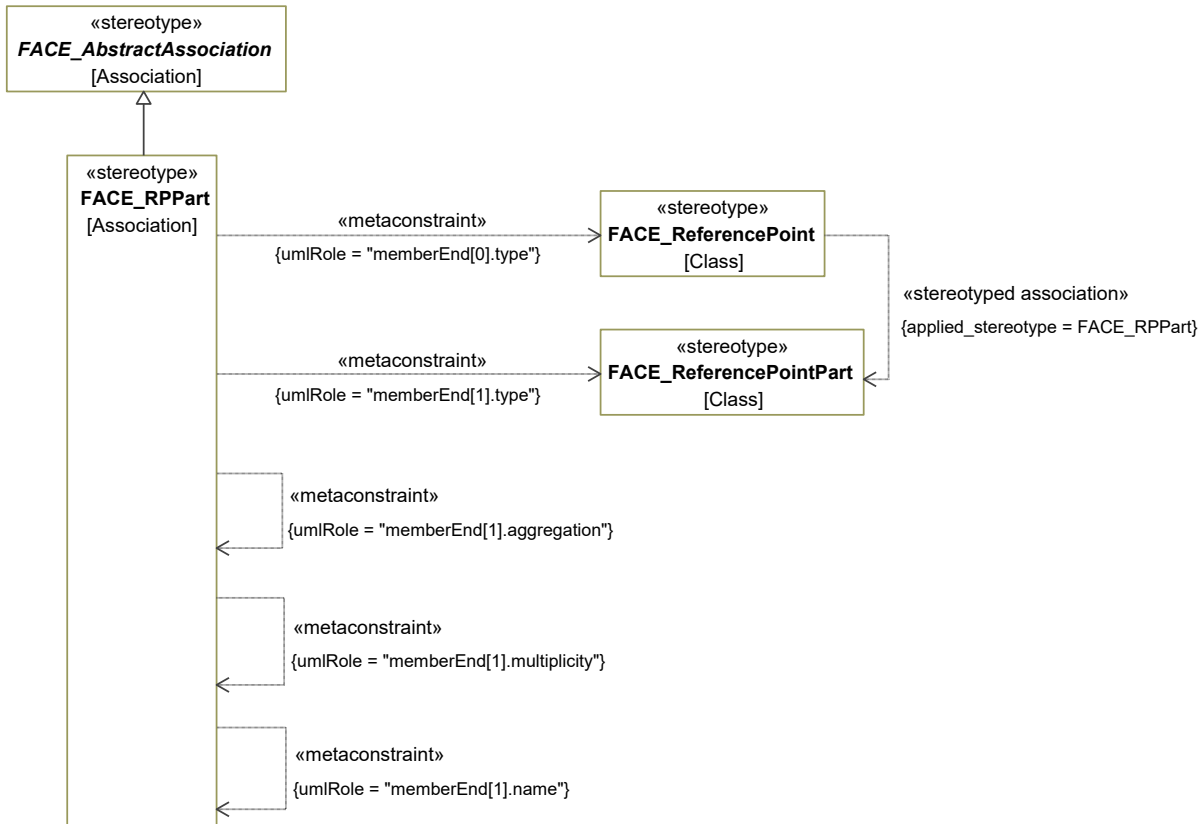 «stereotype»
FACE_AbstractAssociation
[Association]
«stereotype»
FACE_RPPart
[Association]
«metaconstraint»
{umlRole = "memberEnd[0].type"}
«stereotype»
FACE_ReferencePoint
[Class]
«stereotyped association»
{applied_stereotype = FACE_RPPart}
«metaconstraint»
{umlRole = "memberEnd[1].type"}
«stereotype»
FACE_ReferencePointPart
[Class]
«metaconstraint»
{umlRole = "memberEnd[1].aggregation"}
«metaconstraint»
{umlRole = "memberEnd[1].multiplicity"}
«metaconstraint»
{umlRole = "memberEnd[1].name"}